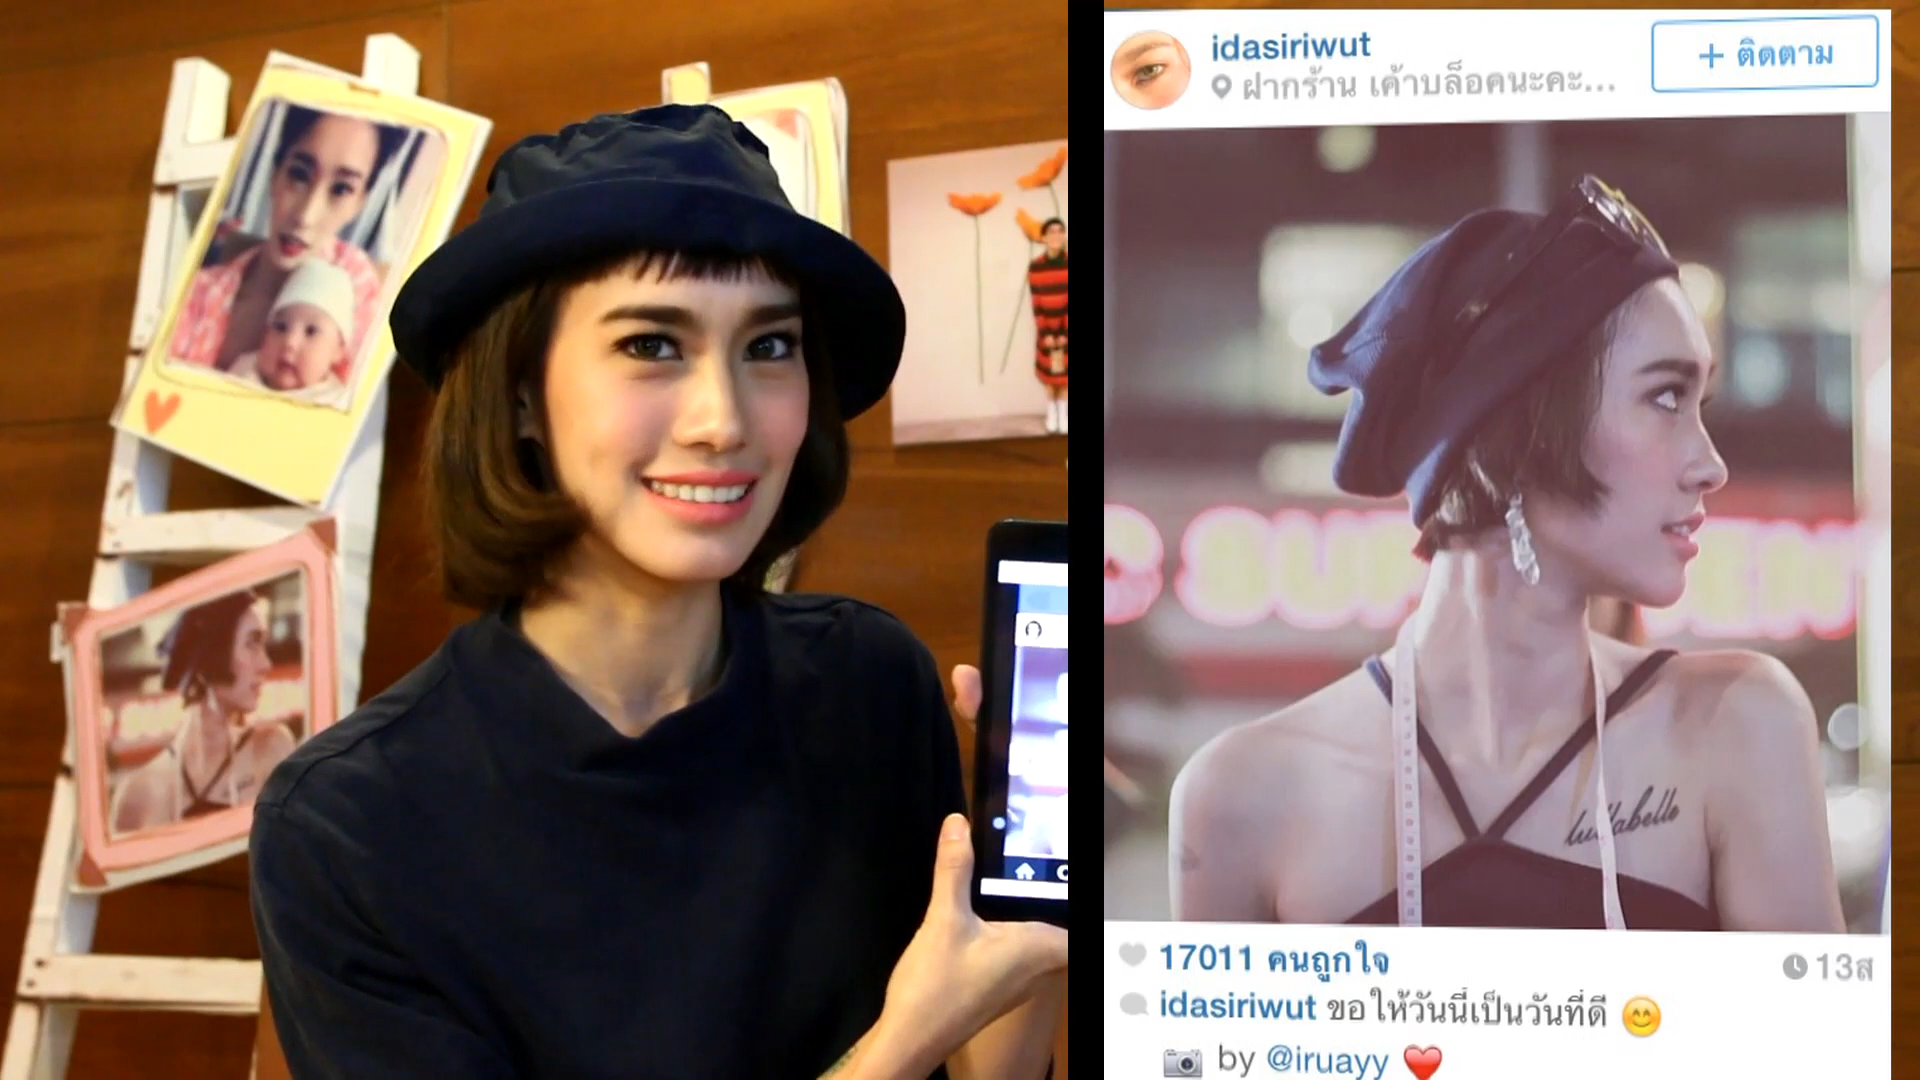 idasiriwut
ฝากร้าน เค้าบล็อคนะคะ...
+ ติดตาม
lullabelle
17011 คนถูกใจ
13ส
idasiriwut ขอให้วันนี้เป็นวันที่ดี 😊
📷 by @iruayy ❤️